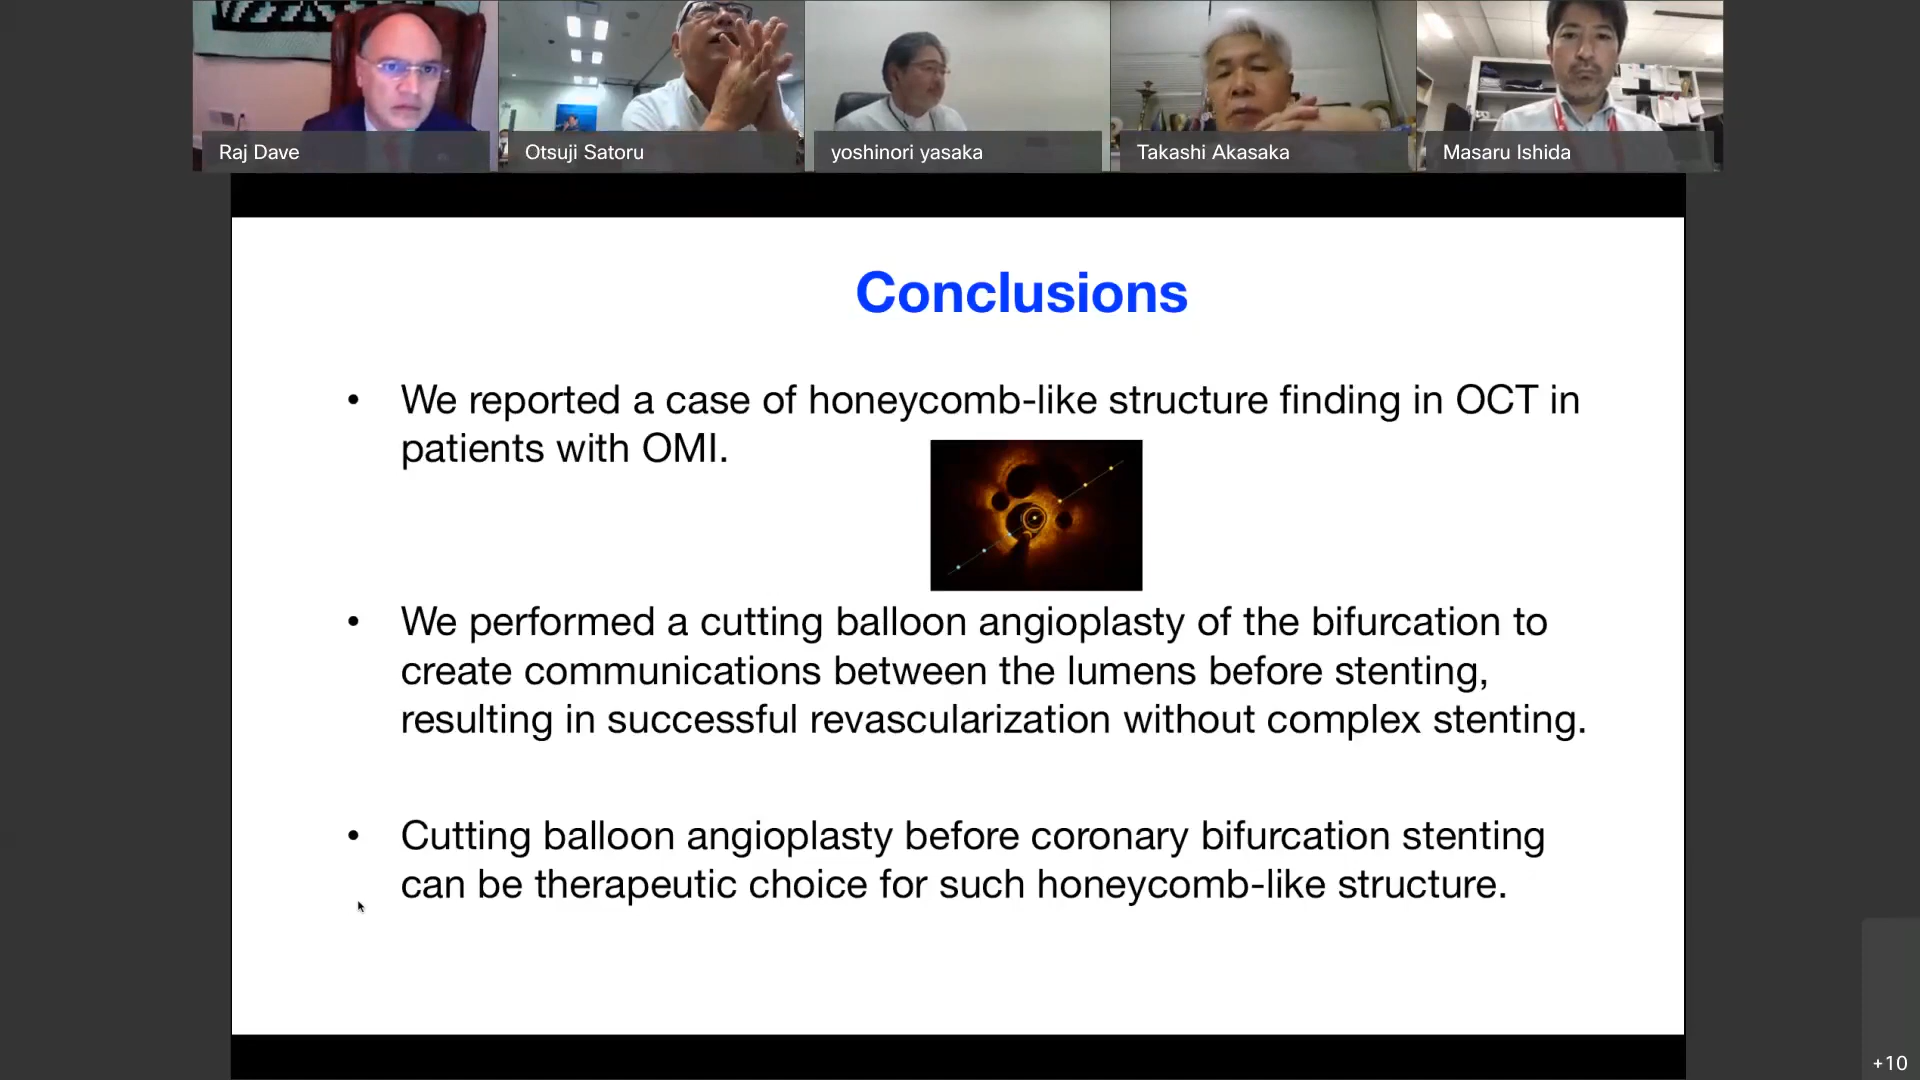 Raj Dave
Otsuji Satoru
yoshinori yasaka
Takashi Akasaka
Masaru Ishida
Conclusions
• We reported a case of honeycomb-like structure finding in OCT in
patients with OMI.
• We performed a cutting balloon angioplasty of the bifurcation to
create communications between the lumens before stenting,
resulting in successful revascularization without complex stenting.
• Cutting balloon angioplasty before coronary bifurcation stenting
can be therapeutic choice for such honeycomb-like structure.
+10